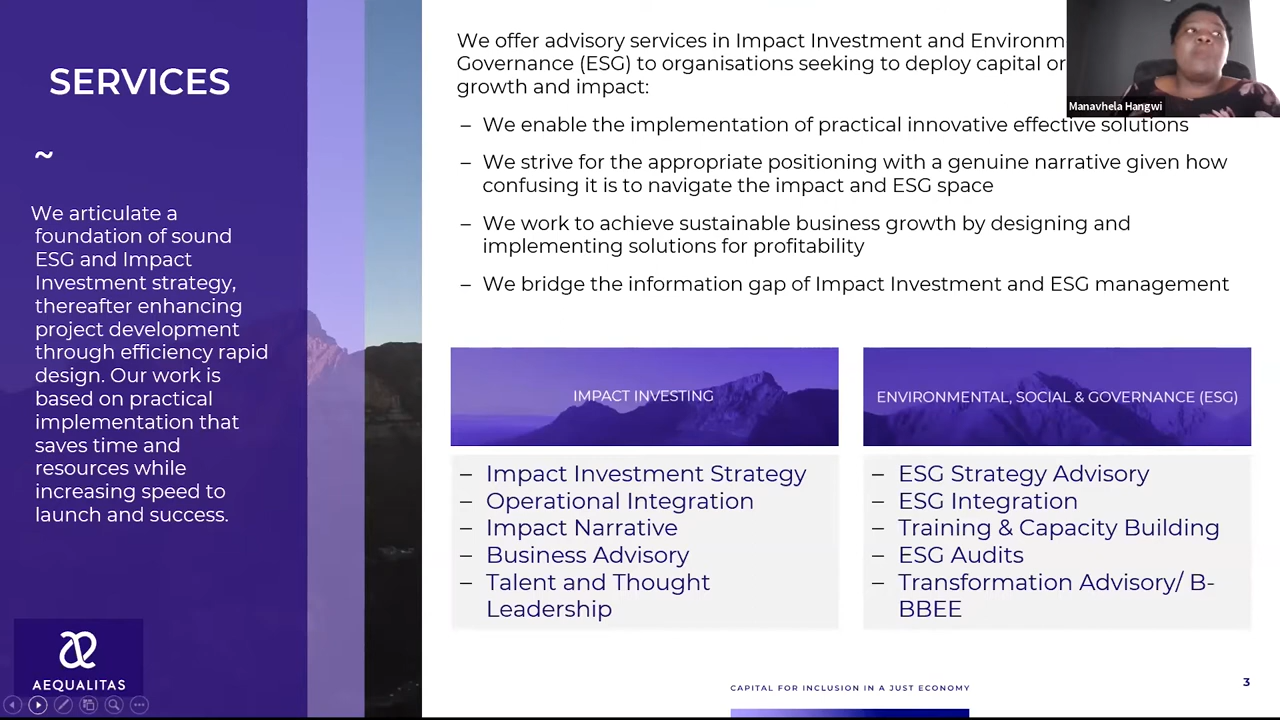 SERVICES
~
We articulate a
foundation of sound
ESG and Impact
Investment strategy,
thereafter enhancing
project development
through efficiency rapid
design. Our work is
based on practical
implementation that
saves time and
resources while
increasing speed to
launch and success.
AEQUALITAS
We offer advisory services in Impact Investment and
Governance (ESG) to organisations seeking to deploy capital or
growth and impact:
– We enable the implementation of practical innovative effective solutions
– We strive for the appropriate positioning with a genuine narrative given how
confusing it is to navigate the impact and ESG space
– We work to achieve sustainable business growth by designing and
implementing solutions for profitability
– We bridge the information gap of Impact Investment and ESG management
IMPACT INVESTING
– Impact Investment Strategy
– Operational Integration
– Impact Narrative
– Business Advisory
– Talent and Thought
Leadership
ENVIRONMENTAL, SOCIAL & GOVERNANCE (ESG)
– ESG Strategy Advisory
– ESG Integration
– Training & Capacity Building
– ESG Audits
– Transformation Advisory/ B-
BBEE
CAPITAL FOR INCLUSION IN A JUST ECONOMY
3
Manavhela Hangwi